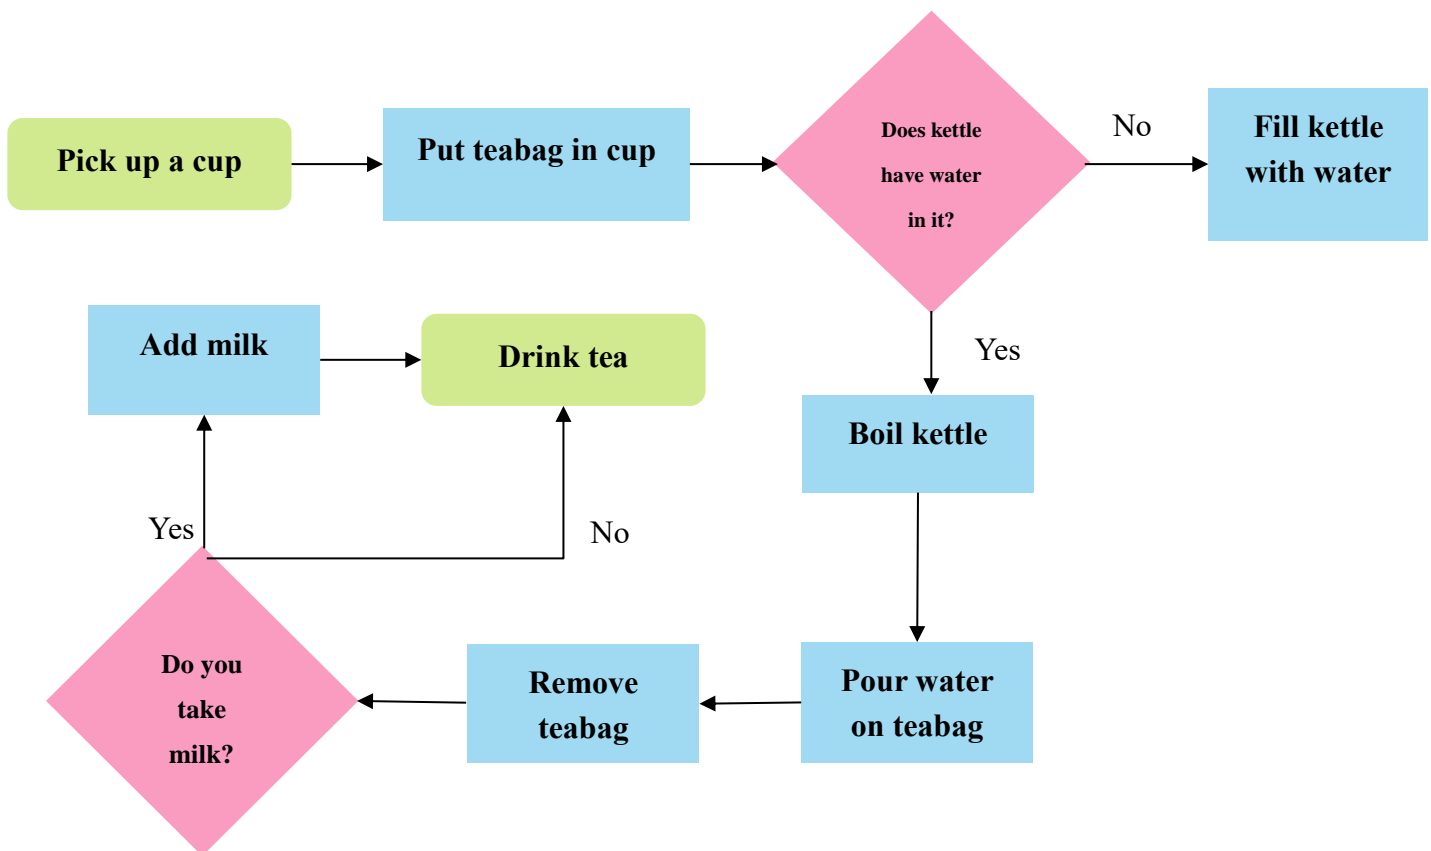 Pick up a cup
Put teabag in cup
Does kettle
have water
in it?
No
Fill kettle
with water
Yes
Boil kettle
Pour water
on teabag
Remove
teabag
Do you
take
milk?
Yes
No
Add milk
Drink tea